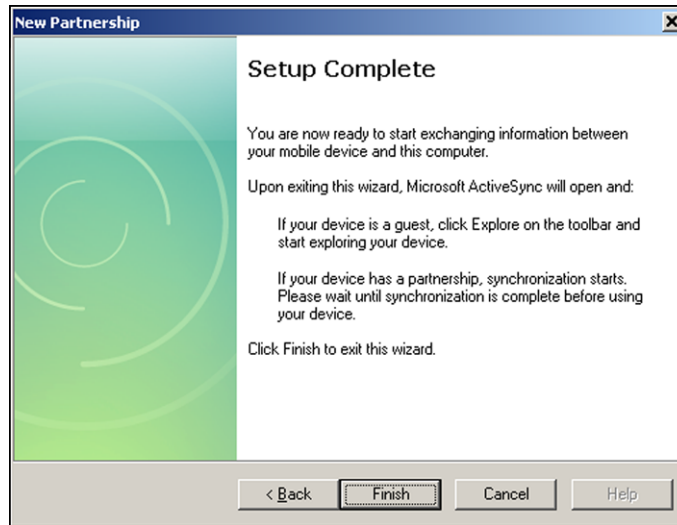 New Partnership
Setup Complete
You are now ready to start exchanging information between
your mobile device and this computer.
Upon exiting this wizard, Microsoft ActiveSync will open and:
If your device is a guest, click Explore on the toolbar and
start exploring your device.
If your device has a partnership, synchronization starts.
Please wait until synchronization is complete before using
your device.
Click Finish to exit this wizard.
< Back
Finish
Cancel
Help